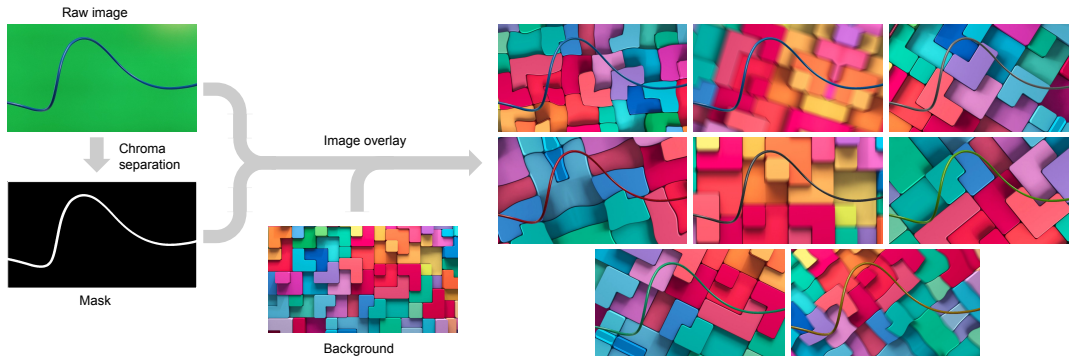 Raw image
Chroma
separation
Mask
Image overlay
Background